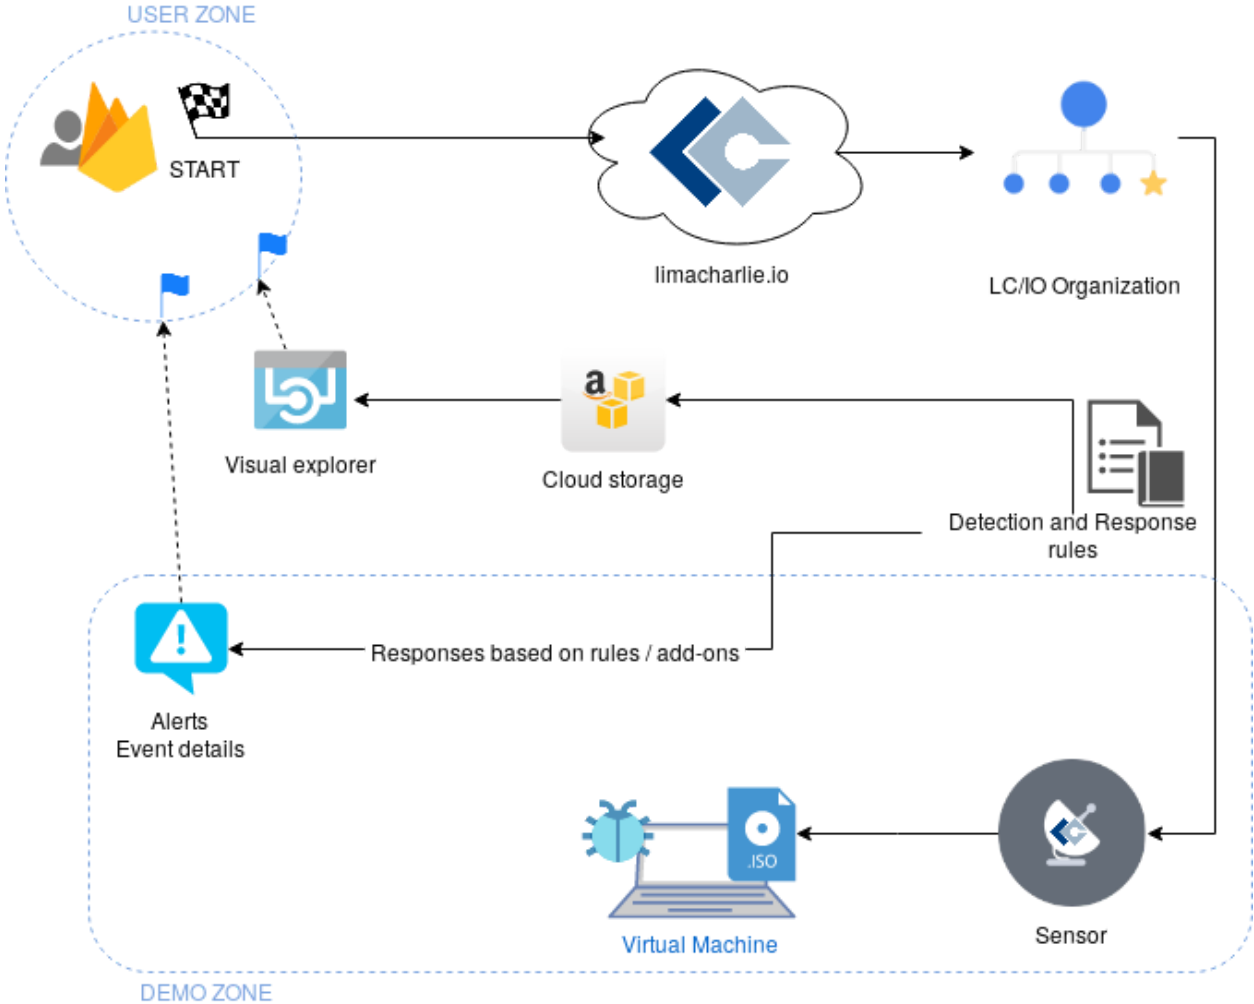 USER ZONE
START
limacharlie.io
LC/IO Organization
a
Visual explorer
Cloud storage
Detection and Response
rules
Responses based on rules / add-ons
Alerts
Event details
.ISO
Virtual Machine
Sensor
DEMO ZONE